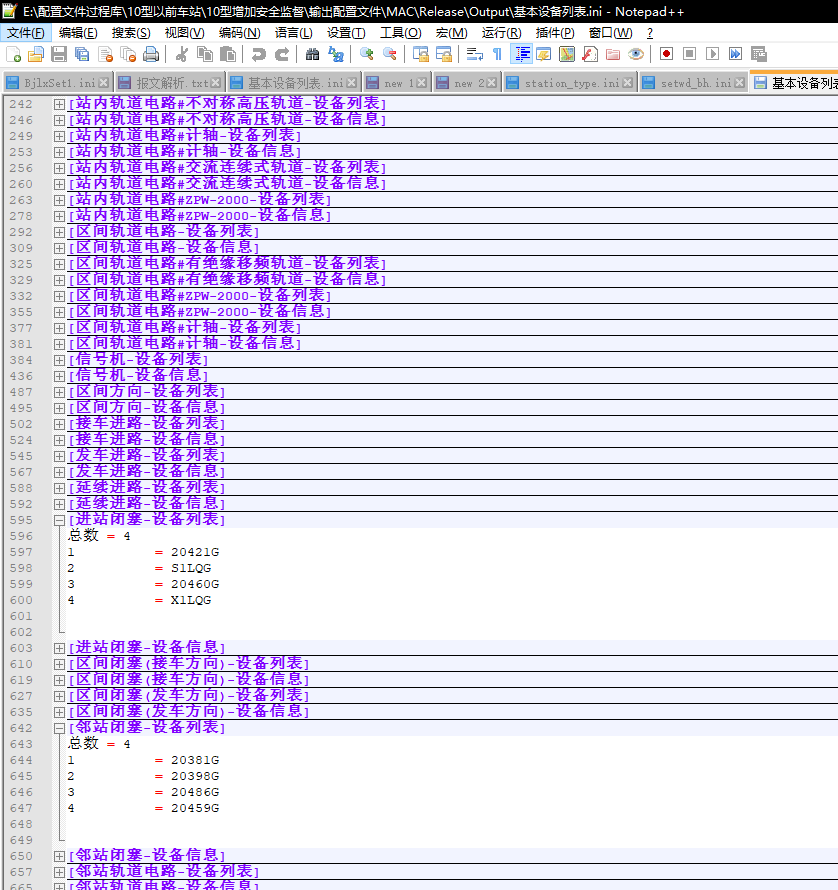 E:\配置文件过程库\10型以前车站\10型增加安全监督\输出配置文件\MAC\Release\Output\基本设备列表.ini - Notepad++
文件(F) 编辑(E) 搜索(S) 视图(V) 编码(N) 语言(L) 设置(T) 工具(O) 宏(M) 运行(R) 插件(P) 窗口(W) ?
BjlxSet1.ini 报文解析.txt 基本设备列表.ini new 1 new 2 station_type.ini setwd_bh.ini 基本设备列表
242 [站内轨道电路#不对称高压轨道-设备列表]
246 [站内轨道电路#不对称高压轨道-设备信息]
249 [站内轨道电路#计轴-设备列表]
253 [站内轨道电路#计轴-设备信息]
256 [站内轨道电路#交流连续式轨道-设备列表]
260 [站内轨道电路#交流连续式轨道-设备信息]
263 [站内轨道电路#ZPW-2000-设备列表]
278 [站内轨道电路#ZPW-2000-设备信息]
292 [区间轨道电路-设备列表]
309 [区间轨道电路-设备信息]
325 [区间轨道电路#有绝缘移频轨道-设备列表]
329 [区间轨道电路#有绝缘移频轨道-设备信息]
332 [区间轨道电路#ZPW-2000-设备列表]
355 [区间轨道电路#ZPW-2000-设备信息]
377 [区间轨道电路#计轴-设备列表]
381 [区间轨道电路#计轴-设备信息]
384 [信号机-设备列表]
436 [信号机-设备信息]
487 [区间方向-设备列表]
495 [区间方向-设备信息]
502 [接车进路-设备列表]
524 [接车进路-设备信息]
545 [发车进路-设备列表]
567 [发车进路-设备信息]
588 [延续进路-设备列表]
592 [延续进路-设备信息]
595 [进站闭塞-设备列表]
596 总数 = 4
597 1 = 20421G
598 2 = S1LQG
599 3 = 20460G
600 4 = X1LQG
601
602
603 [进站闭塞-设备信息]
610 [区间闭塞(接车方向)-设备列表]
619 [区间闭塞(接车方向)-设备信息]
627 [区间闭塞(发车方向)-设备列表]
635 [区间闭塞(发车方向)-设备信息]
642 [邻站闭塞-设备列表]
643 总数 = 4
644 1 = 20381G
645 2 = 20398G
646 3 = 20486G
647 4 = 20459G
648
649
650 [邻站闭塞-设备信息]
657 [邻站轨道电路-设备列表]
665 [邻站轨道电路-设备信息]